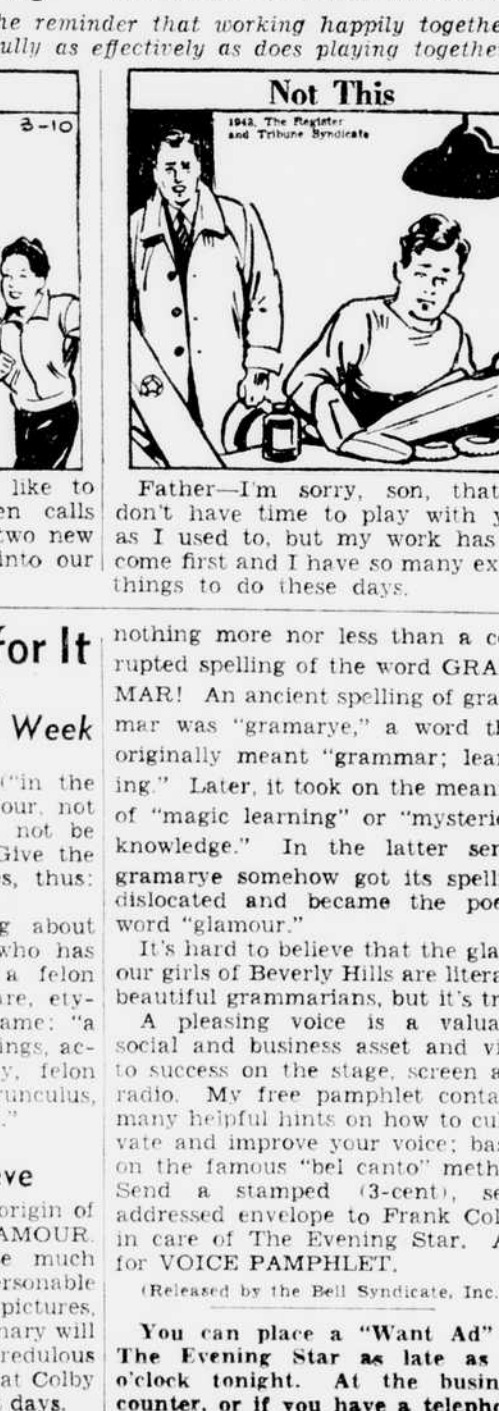 he reminder that working happily togethe
ully as effectively as does playing togethe
3-10
like to
en calls
two new
into our
Not This
1942, The Register
and Tribune Syndicate
Father—I'm sorry, son, that
don't have time to play with y
as I used to, but my work has
come first and I have so many ex
things to do these days.
for It
Week
("in the
our, not
not be
Give the
s, thus:
g about
who has
a felon
are, ety-
ame; "a
ings, ac-
y, felon
runculus,
."
eve
origin of
AMOUR.
e much
ersonable
pictures,
nary will
redulous
at Colby
days.
nothing more nor less than a co
rupted spelling of the word GRA
MAR! An ancient spelling of gra
mar was "gramarye," a word th
originally meant "grammar; lear
ing." Later, it took on the mean
of "magic learning" or "mysterio
knowledge." In the latter sen
gramarye somehow got its spelli
dislocated and became the poe
word "glamour."
It's hard to believe that the gla
our girls of Beverly Hills are litera
beautiful grammarians, but it's tr
A pleasing voice is a valua
social and business asset and vi
to success on the stage, screen a
radio. My free pamphlet conta
many helpful hints on how to cul
vate and improve your voice; bas
on the famous "bel canto" meth
Send a stamped (3-cent), se
addressed envelope to Frank Col
in care of The Evening Star. A
for VOICE PAMPHLET.
(Released by the Bell Syndicate, Inc.
You can place a "Want Ad"
The Evening Star as late as
o'clock tonight. At the busin
counter, or if you have a teleph